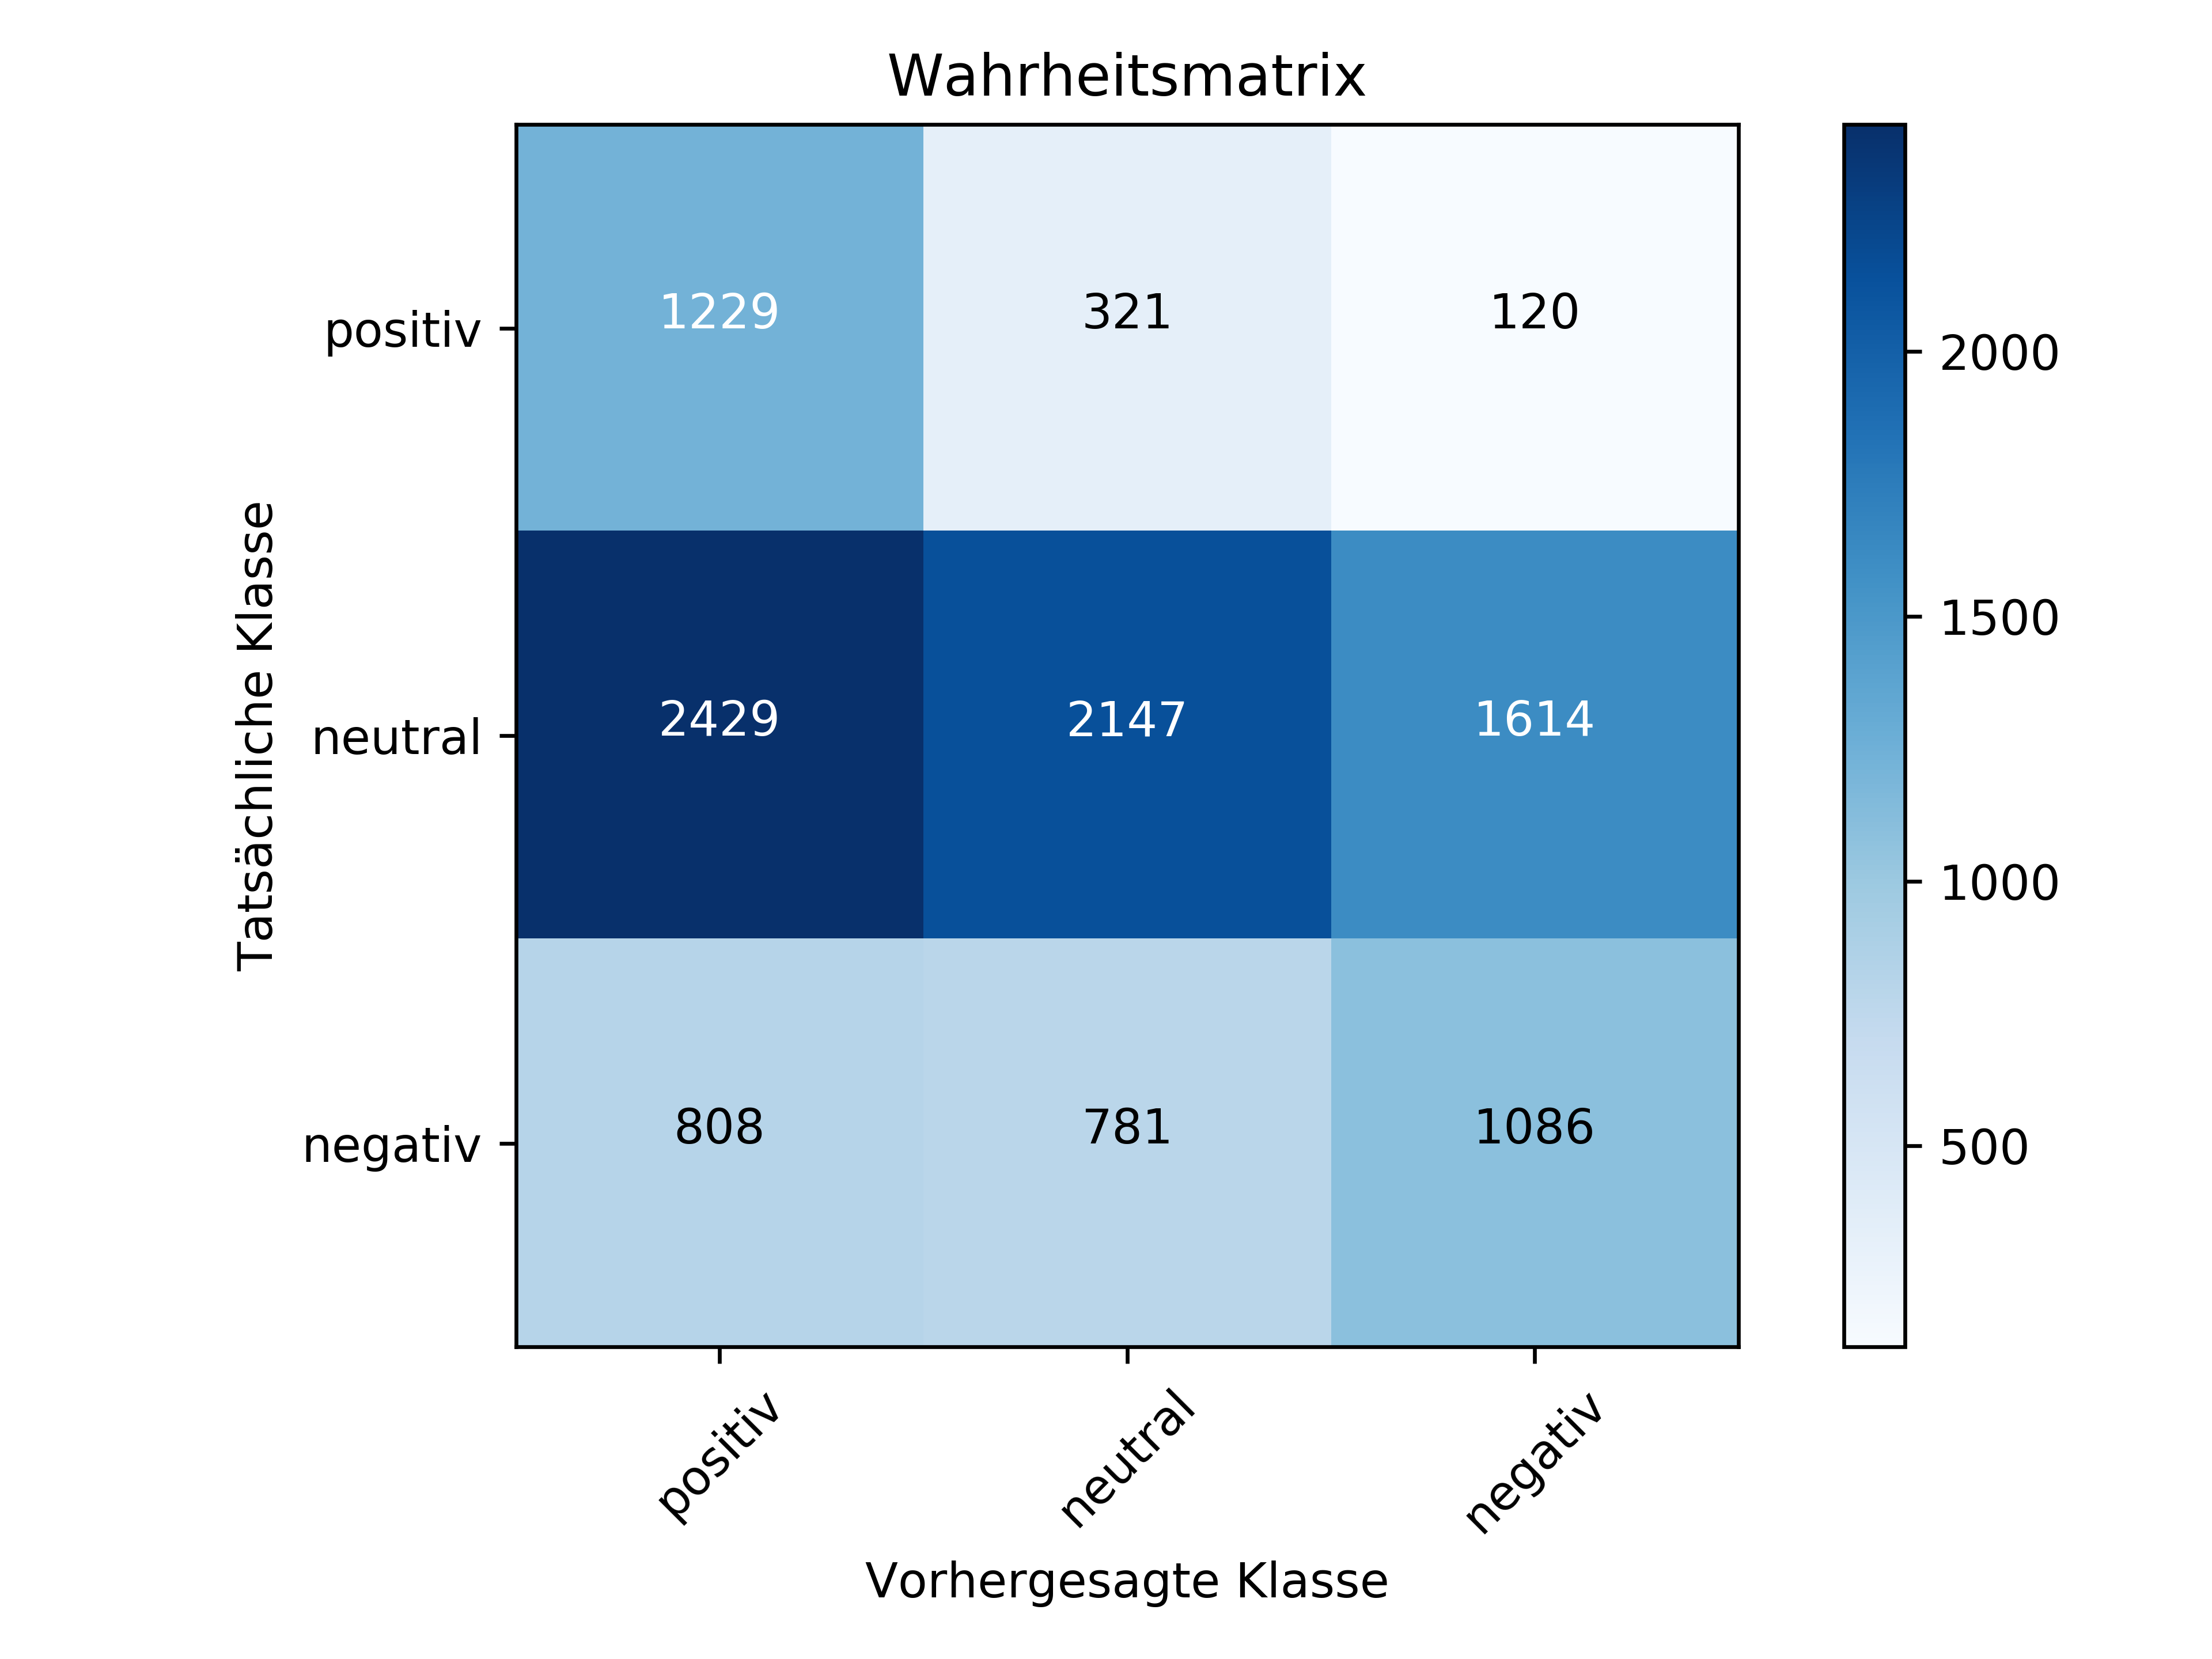 Wahrheitsmatrix
Tatsächliche Klasse
positiv
1229 321 120
neutral
2429 2147 1614
negativ
808 781 1086
positiv neutral negativ
Vorhergesagte Klasse
2000
1500
1000
500